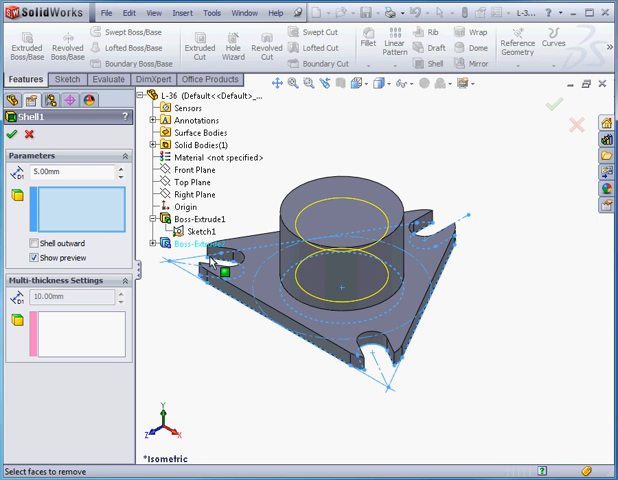 SolidWorks File Edit View Insert Tools Window Help L-3...
Extruded Boss/Base
Revolved Boss/Base
Swept Boss/Base
Lofted Boss/Base
Boundary Boss/Base
Extruded Cut
Hole Wizard
Revolved Cut
Swept Cut
Lofted Cut
Boundary Cut
Fillet
Linear Pattern
Rib
Draft
Shell
Wrap
Dome
Mirror
Reference Geometry
Curves
Features Sketch Evaluate DimXpert Office Products
Shell1 ?
Parameters
D1 5.00mm
Shell outward
Show preview
Multi-thickness Settings
D1 10.00mm
L-36 (Default<<Default>_...
Sensors
Annotations
Surface Bodies
Solid Bodies(1)
Material <not specified>
Front Plane
Top Plane
Right Plane
Origin
Boss-Extrude1
Sketch1
Y
Z
X
*Isometric
Select faces to remove